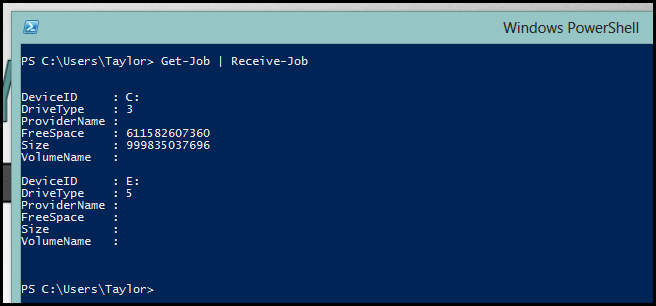 Windows PowerShell
PS C:\Users\Taylor> Get-Job | Receive-Job
DeviceID     : C:
DriveType    : 3
ProviderName :
FreeSpace    : 611582607360
Size         : 999835037696
VolumeName   :
DeviceID     : E:
DriveType    : 5
ProviderName :
FreeSpace    :
Size         :
VolumeName   :
PS C:\Users\Taylor>